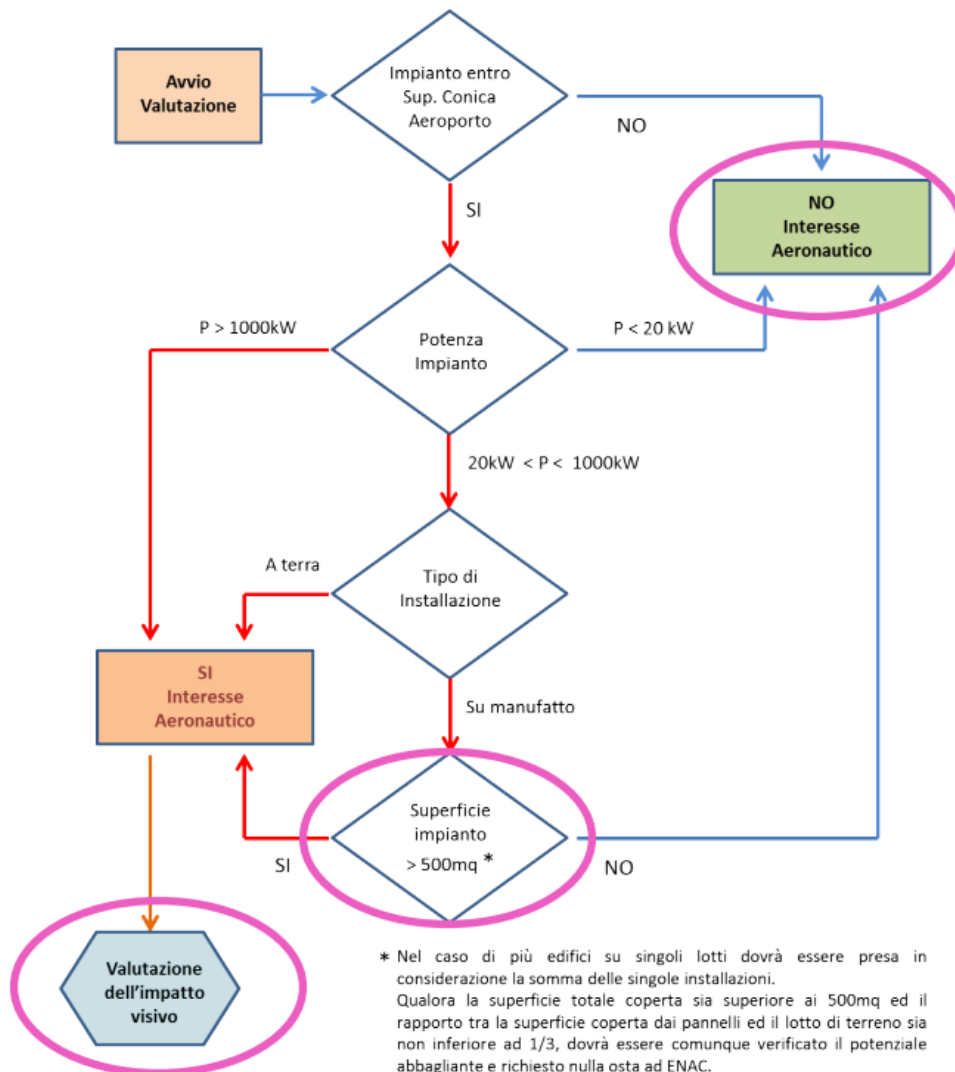 Avvio
Valutazione
Impianto entro
Sup. Conica
Aeroporto
NO
SI
NO
Interesse
Aeronautico
P > 1000kW
Potenza
Impianto
P < 20 kW
20kW < P < 1000kW
A terra
Tipo di
Installazione
SI
Interesse
Aeronautico
Su manufatto
Superficie
impianto
> 500mq *
SI
NO
Valutazione
dell'impatto
visivo
* Nel caso di più edifici su singoli lotti dovrà essere presa in
considerazione la somma delle singole installazioni.
Qualora la superficie totale coperta sia superiore ai 500mq ed il
rapporto tra la superficie coperta dai pannelli ed il lotto di terreno sia
non inferiore ad 1/3, dovrà essere comunque verificato il potenziale
abbagliante e richiesto nulla osta ad ENAC.